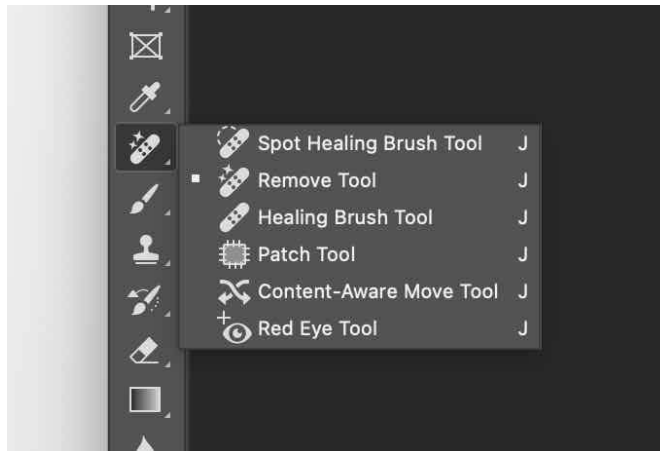 Spot Healing Brush Tool J
Remove Tool J
Healing Brush Tool J
Patch Tool J
Content-Aware Move Tool J
Red Eye Tool J